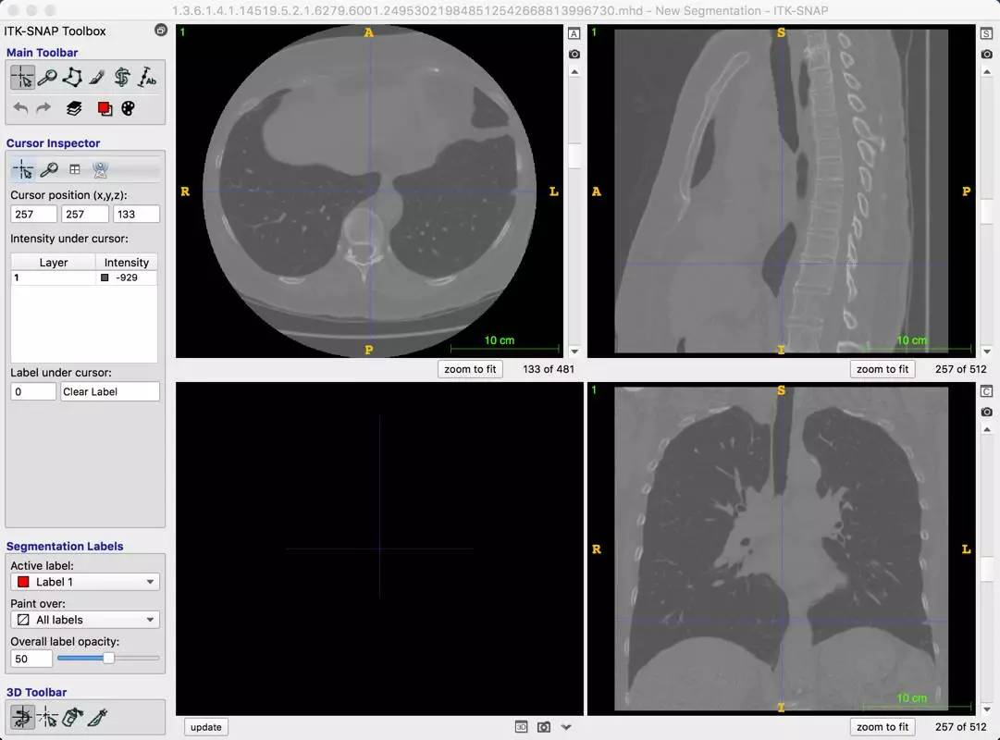 1.3.6.1.4.1.14519.5.2.1.6279.6001.249530219848512542668813996730.mhd - New Segmentation - ITK-SNAP
ITK-SNAP Toolbox
Main Toolbar
Ab
Cursor Inspector
Cursor position (x,y,z):
257 257 133
Intensity under cursor:
Layer Intensity
1 -929
Label under cursor:
0 Clear Label
Segmentation Labels
Active label:
Label 1
Paint over:
All labels
Overall label opacity:
50
3D Toolbar
1 A A
R L
10 cm
P
zoom to fit 133 of 481
1 S S
A P
10 cm
I
zoom to fit 257 of 512
update 3D
1 S C
R L
10 cm
I
zoom to fit 257 of 512